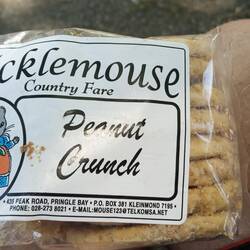 cklemouse
Country Fare
Peanut
Crunch
• 435 PEAK ROAD, PRINGLE BAY • P.O. BOX 381 KLEINMOND 7195 •
PHONE: 028-273 8021 • E-MAIL:MOUSE123@TELKOMSA.NET